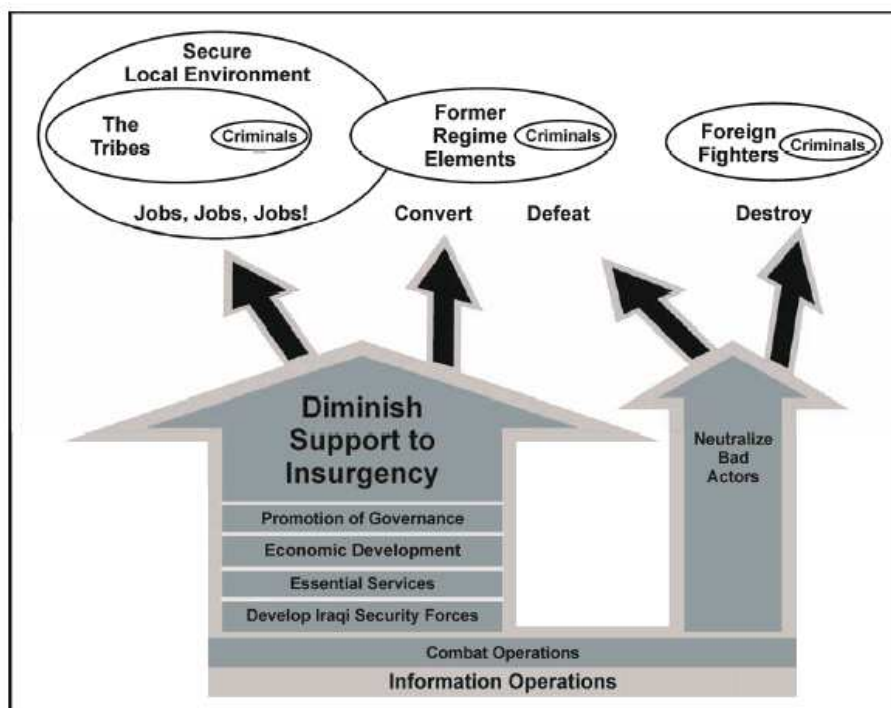 Secure
Local Environment
The
Tribes
Criminals
Jobs, Jobs, Jobs!
Former
Regime
Elements
Criminals
Convert
Defeat
Foreign
Fighters
Criminals
Destroy
Diminish
Support to
Insurgency
Promotion of Governance
Economic Development
Essential Services
Develop Iraqi Security Forces
Neutralize
Bad
Actors
Combat Operations
Information Operations